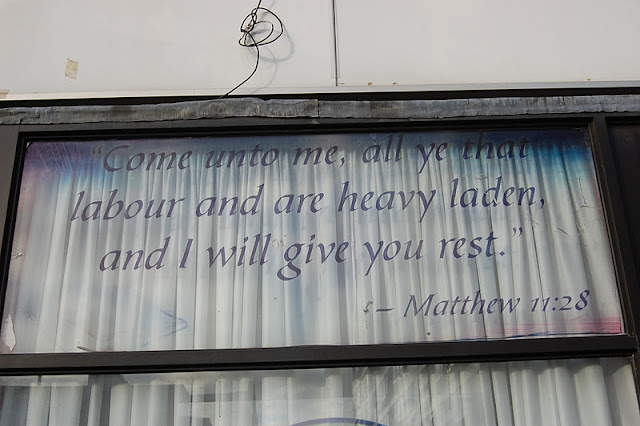 “Come unto me, all ye that
labour and are heavy laden,
and I will give you rest.”
– Matthew 11:28